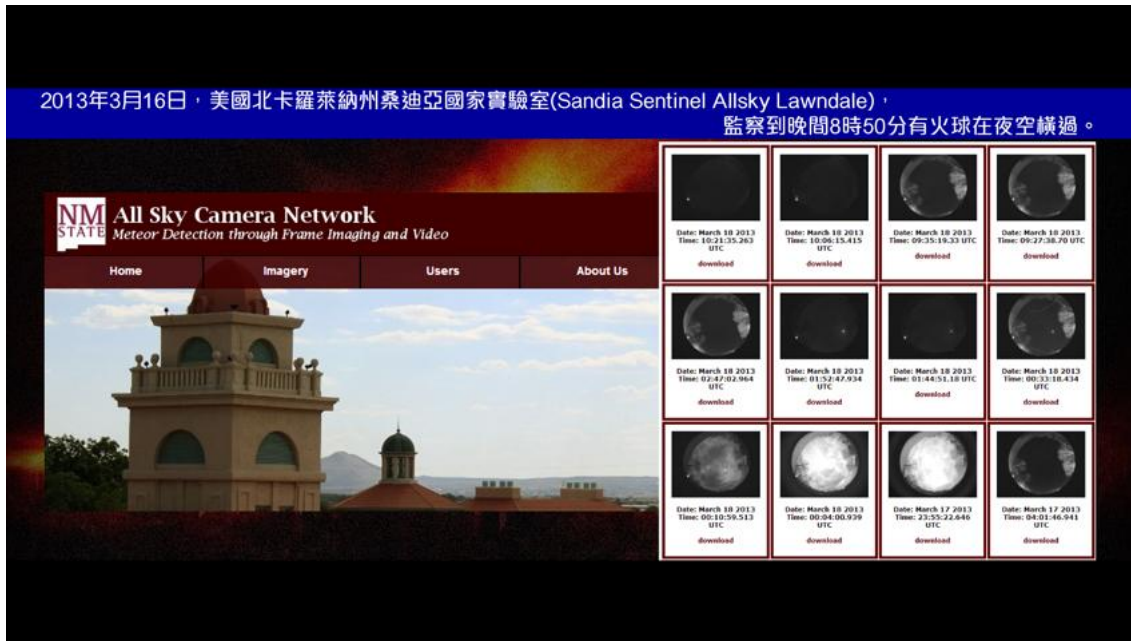 2013年3月16日，美國北卡羅萊納州桑迪亞國家實驗室(Sandia Sentinel Allsky Lawndale)，
監察到晚間8時50分有火球在夜空橫過。
NM
STATE
All Sky Camera Network
Meteor Detection through Frame Imaging and Video
Home
Imagery
Users
About Us
Date: March 18 2013
Time: 10:21:35.263
UTC
download
Date: March 18 2013
Time: 10:06:15.415
UTC
download
Date: March 18 2013
Time: 09:35:19.33 UTC
download
Date: March 18 2013
Time: 09:27:38.70 UTC
download
Date: March 18 2013
Time: 02:47:02.964
UTC
download
Date: March 18 2013
Time: 01:52:47.934
UTC
download
Date: March 18 2013
Time: 01:44:51.18 UTC
download
Date: March 18 2013
Time: 00:33:18.434
UTC
download
Date: March 18 2013
Time: 00:10:59.513
UTC
download
Date: March 18 2013
Time: 00:04:00.939
UTC
download
Date: March 17 2013
Time: 23:55:22.646
UTC
download
Date: March 17 2013
Time: 04:01:46.941
UTC
download